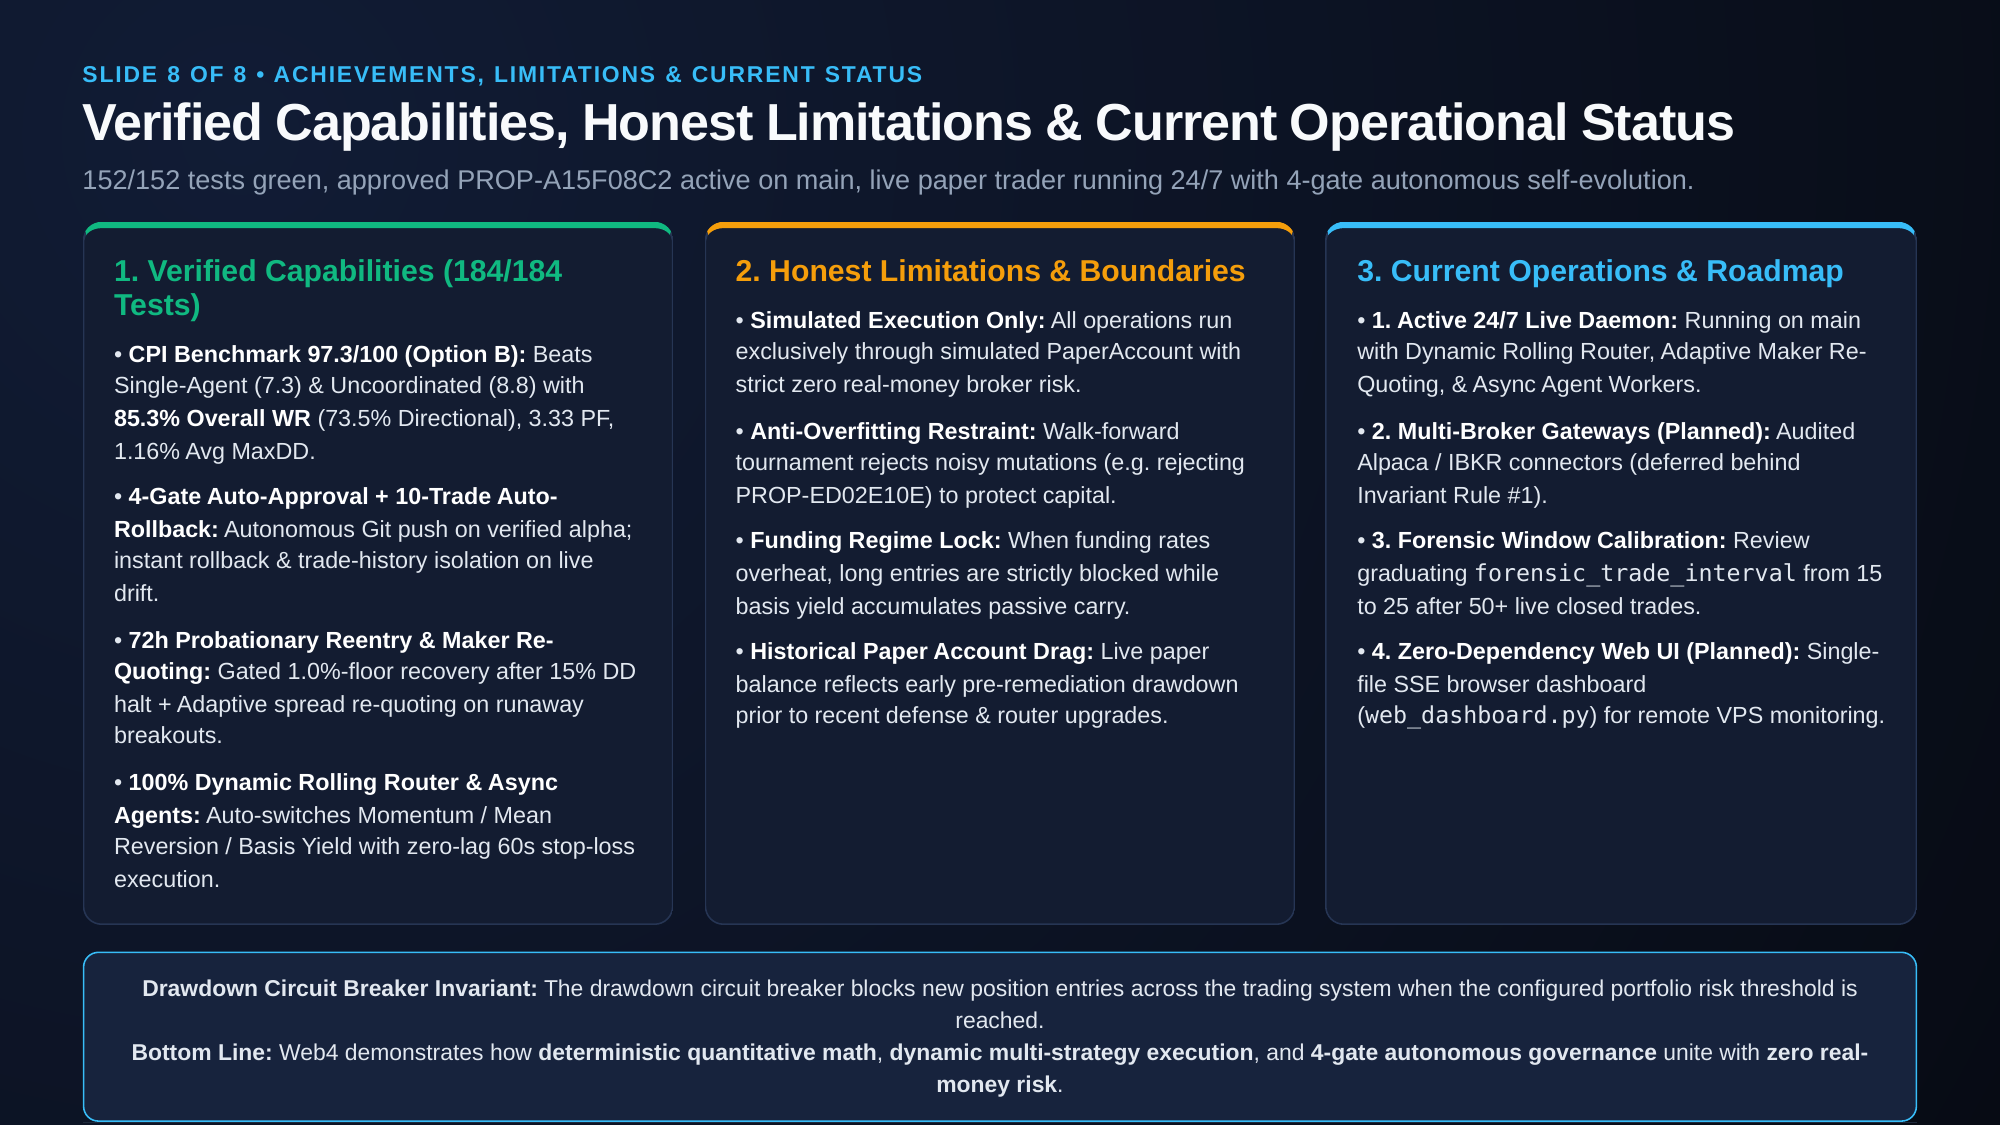 SLIDE 8 OF 8 • ACHIEVEMENTS, LIMITATIONS & CURRENT STATUS
Verified Capabilities, Honest Limitations & Current Operational Status
152/152 tests green, approved PROP-A15F08C2 active on main, live paper trader running 24/7 with 4-gate autonomous self-evolution.
1. Verified Capabilities (184/184
Tests)
• CPI Benchmark 97.3/100 (Option B): Beats
Single-Agent (7.3) & Uncoordinated (8.8) with
85.3% Overall WR (73.5% Directional), 3.33 PF,
1.16% Avg MaxDD.
• 4-Gate Auto-Approval + 10-Trade Auto-
Rollback: Autonomous Git push on verified alpha;
instant rollback & trade-history isolation on live
drift.
• 72h Probationary Reentry & Maker Re-
Quoting: Gated 1.0%-floor recovery after 15% DD
halt + Adaptive spread re-quoting on runaway
breakouts.
• 100% Dynamic Rolling Router & Async
Agents: Auto-switches Momentum / Mean
Reversion / Basis Yield with zero-lag 60s stop-loss
execution.
2. Honest Limitations & Boundaries
• Simulated Execution Only: All operations run
exclusively through simulated PaperAccount with
strict zero real-money broker risk.
• Anti-Overfitting Restraint: Walk-forward
tournament rejects noisy mutations (e.g. rejecting
PROP-ED02E10E) to protect capital.
• Funding Regime Lock: When funding rates
overheat, long entries are strictly blocked while
basis yield accumulates passive carry.
• Historical Paper Account Drag: Live paper
balance reflects early pre-remediation drawdown
prior to recent defense & router upgrades.
3. Current Operations & Roadmap
• 1. Active 24/7 Live Daemon: Running on main
with Dynamic Rolling Router, Adaptive Maker Re-
Quoting, & Async Agent Workers.
• 2. Multi-Broker Gateways (Planned): Audited
Alpaca / IBKR connectors (deferred behind
Invariant Rule #1).
• 3. Forensic Window Calibration: Review
graduating forensic_trade_interval from 15
to 25 after 50+ live closed trades.
• 4. Zero-Dependency Web UI (Planned): Single-
file SSE browser dashboard
(web_dashboard.py) for remote VPS monitoring.
Drawdown Circuit Breaker Invariant: The drawdown circuit breaker blocks new position entries across the trading system when the configured portfolio risk threshold is
reached.
Bottom Line: Web4 demonstrates how deterministic quantitative math, dynamic multi-strategy execution, and 4-gate autonomous governance unite with zero real-
money risk.